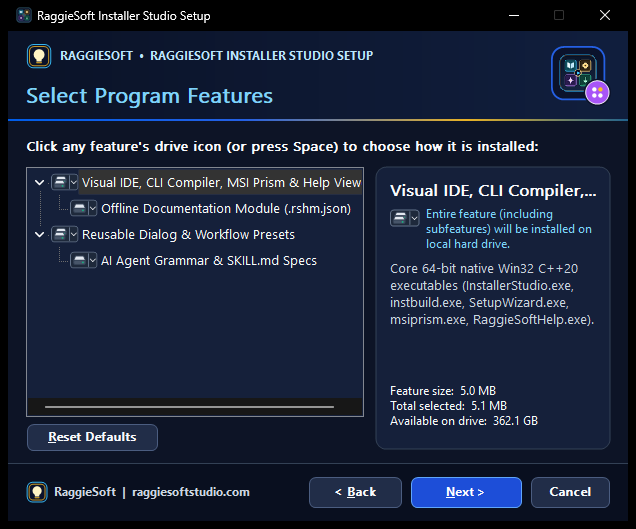 RaggieSoft Installer Studio Setup
RAGGIESOFT • RAGGIESOFT INSTALLER STUDIO SETUP
Select Program Features
Click any feature's drive icon (or press Space) to choose how it is installed:
Visual IDE, CLI Compiler, MSI Prism & Help View
Offline Documentation Module (.rshm.json)
Reusable Dialog & Workflow Presets
AI Agent Grammar & SKILL.md Specs
Visual IDE, CLI Compiler,...
Entire feature (including
subfeatures) will be installed on
local hard drive.
Core 64-bit native Win32 C++20
executables (InstallerStudio.exe,
instbuild.exe, SetupWizard.exe,
msiprism.exe, RaggieSoftHelp.exe).
Feature size: 5.0 MB
Total selected: 5.1 MB
Available on drive: 362.1 GB
Reset Defaults
RaggieSoft | raggiesoftstudio.com
< Back
Next >
Cancel